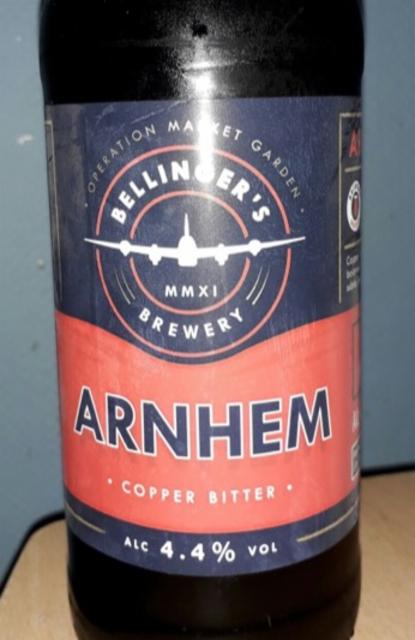 OPERATION MARKET GARDEN
BELLINGER'S
MMXI
BREWERY
ARNHEM
· COPPER BITTER ·
ALC 4.4% VOL